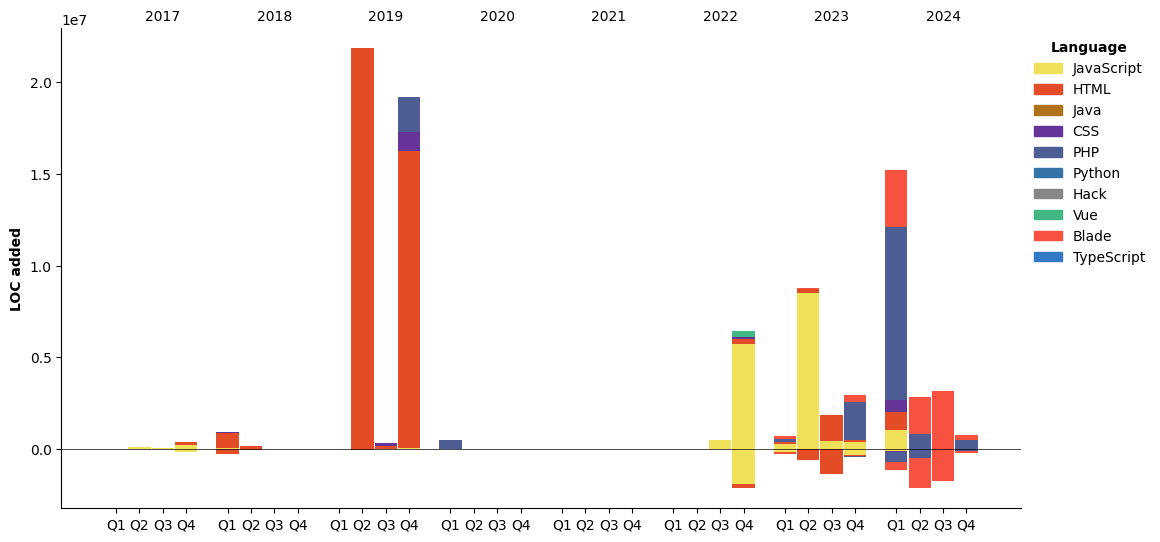 2017 2018 2019 2020 2021 2022 2023 2024
1e7
Language
JavaScript
HTML
Java
CSS
PHP
Python
Hack
Vue
Blade
TypeScript
2.0
1.5
1.0
0.5
0.0
LOC added
Q1 Q2 Q3 Q4 Q1 Q2 Q3 Q4 Q1 Q2 Q3 Q4 Q1 Q2 Q3 Q4 Q1 Q2 Q3 Q4 Q1 Q2 Q3 Q4 Q1 Q2 Q3 Q4 Q1 Q2 Q3 Q4